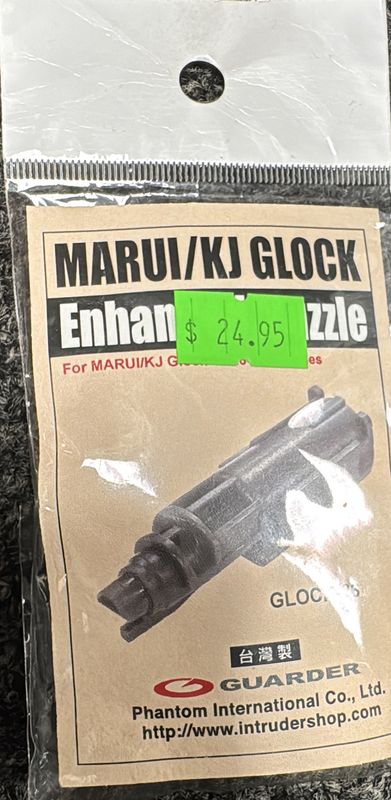 MARUI/KJ GLOCK
Enhan zzle
$ 24.95
For MARUI/KJ G es
GLOC
台灣製
GUARDER
Phantom International Co., Ltd.
http://www.intrudershop.com